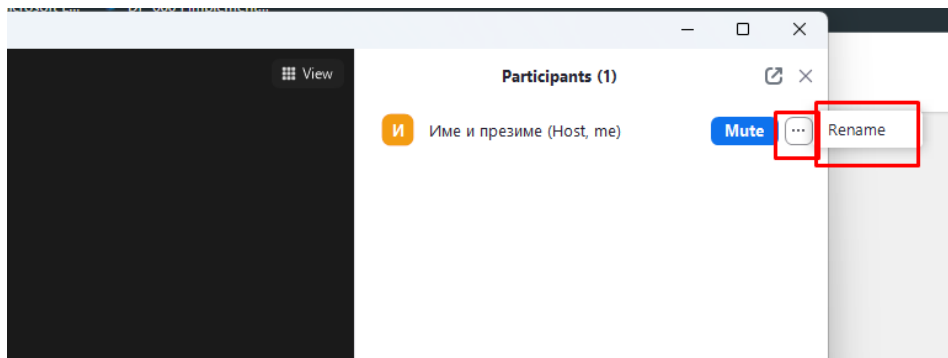 View
Participants (1)
И
Име и презиме (Host, me)
Mute
Rename